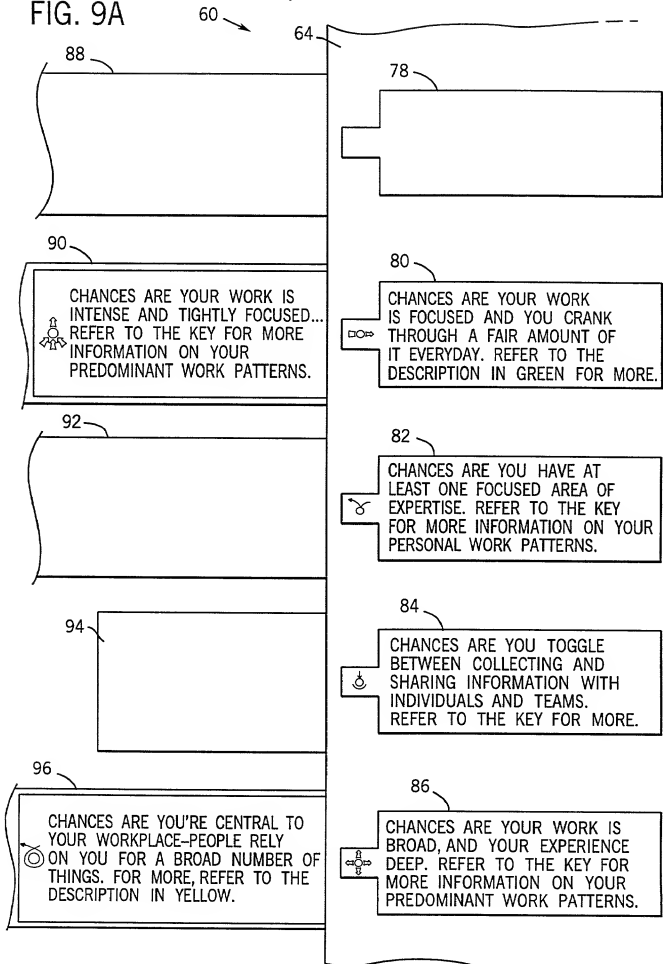 FIG. 9A
60
64
88
78
90
CHANCES ARE YOUR WORK IS
INTENSE AND TIGHTLY FOCUSED...
REFER TO THE KEY FOR MORE
INFORMATION ON YOUR
PREDOMINANT WORK PATTERNS.
80
CHANCES ARE YOUR WORK
IS FOCUSED AND YOU CRANK
THROUGH A FAIR AMOUNT OF
IT EVERYDAY. REFER TO THE
DESCRIPTION IN GREEN FOR MORE.
92
82
CHANCES ARE YOU HAVE AT
LEAST ONE FOCUSED AREA OF
EXPERTISE. REFER TO THE KEY
FOR MORE INFORMATION ON YOUR
PERSONAL WORK PATTERNS.
94
84
CHANCES ARE YOU TOGGLE
BETWEEN COLLECTING AND
SHARING INFORMATION WITH
INDIVIDUALS AND TEAMS.
REFER TO THE KEY FOR MORE.
96
CHANCES ARE YOU'RE CENTRAL TO
YOUR WORKPLACE–PEOPLE RELY
ON YOU FOR A BROAD NUMBER OF
THINGS. FOR MORE, REFER TO THE
DESCRIPTION IN YELLOW.
86
CHANCES ARE YOUR WORK IS
BROAD, AND YOUR EXPERIENCE
DEEP. REFER TO THE KEY FOR
MORE INFORMATION ON YOUR
PREDOMINANT WORK PATTERNS.